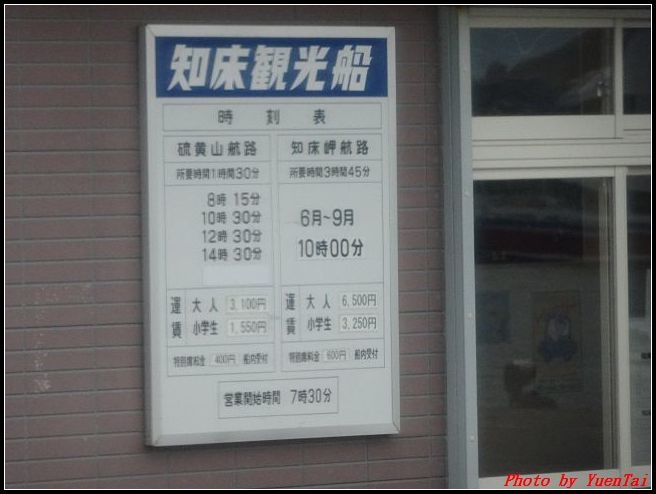 知床観光船
時刻表
硫黄山航路
所要時間1時間30分
8時 15分
10時 30分
12時 30分
14時 30分
運賃
大人 3,100円
小学生 1,550円
特別席料金 400円 船内受付
知床岬航路
所要時間3時間45分
6月~9月
10時00分
運賃
大人 6,500円
小学生 3,250円
特別席料金 600円 船内受付
営業開始時間 7時30分
Photo by YuenTai